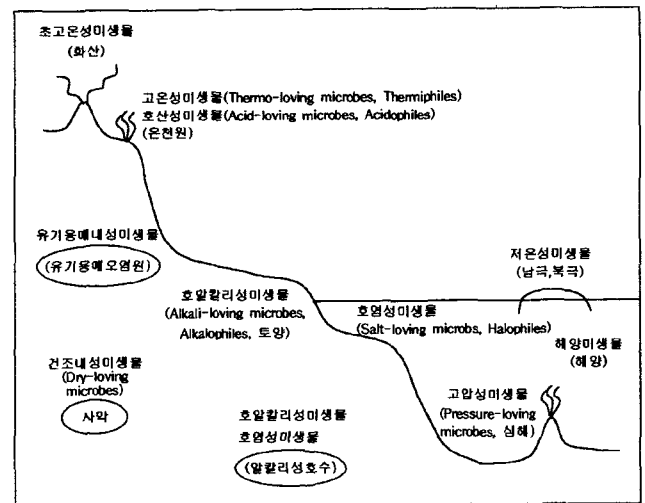 초고온성미생물
(화산)
고온성미생물(Thermo-loving microbes, Thermiphiles)
호산성미생물(Acid-loving microbes, Acidophiles)
(온천원)
유기용매내성미생물
(유기용매오염원)
저온성미생물
(남극,북극)
호알칼리성미생물
(Alkali-loving microbes,
Alkalophiles, 토양)
호염성미생물
(Salt-loving microbs, Halophiles)
해양미생물
(해양)
건조내성미생물
(Dry-loving
microbes)
사막
고압성미생물
(Pressure-loving
microbes, 심해)
호알칼리성미생물
호염성미생물
(알칼리성호수)